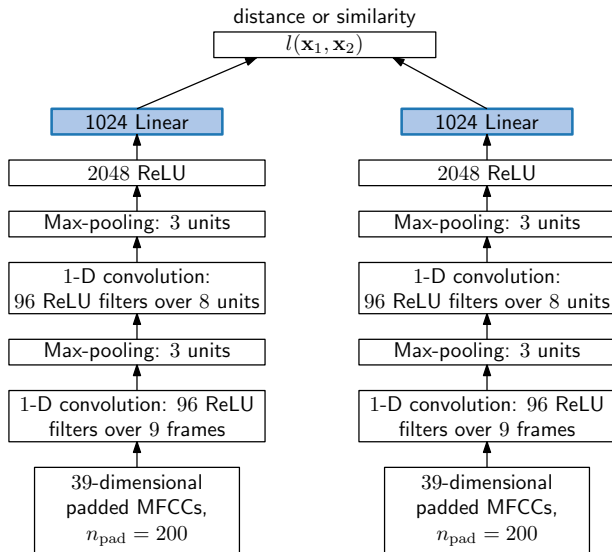 distance or similarity
l(x₁, x₂)
1024 Linear
2048 ReLU
Max-pooling: 3 units
1-D convolution:
96 ReLU filters over 8 units
Max-pooling: 3 units
1-D convolution: 96 ReLU
filters over 9 frames
39-dimensional
padded MFCCs,
n_pad = 200
1024 Linear
2048 ReLU
Max-pooling: 3 units
1-D convolution:
96 ReLU filters over 8 units
Max-pooling: 3 units
1-D convolution: 96 ReLU
filters over 9 frames
39-dimensional
padded MFCCs,
n_pad = 200